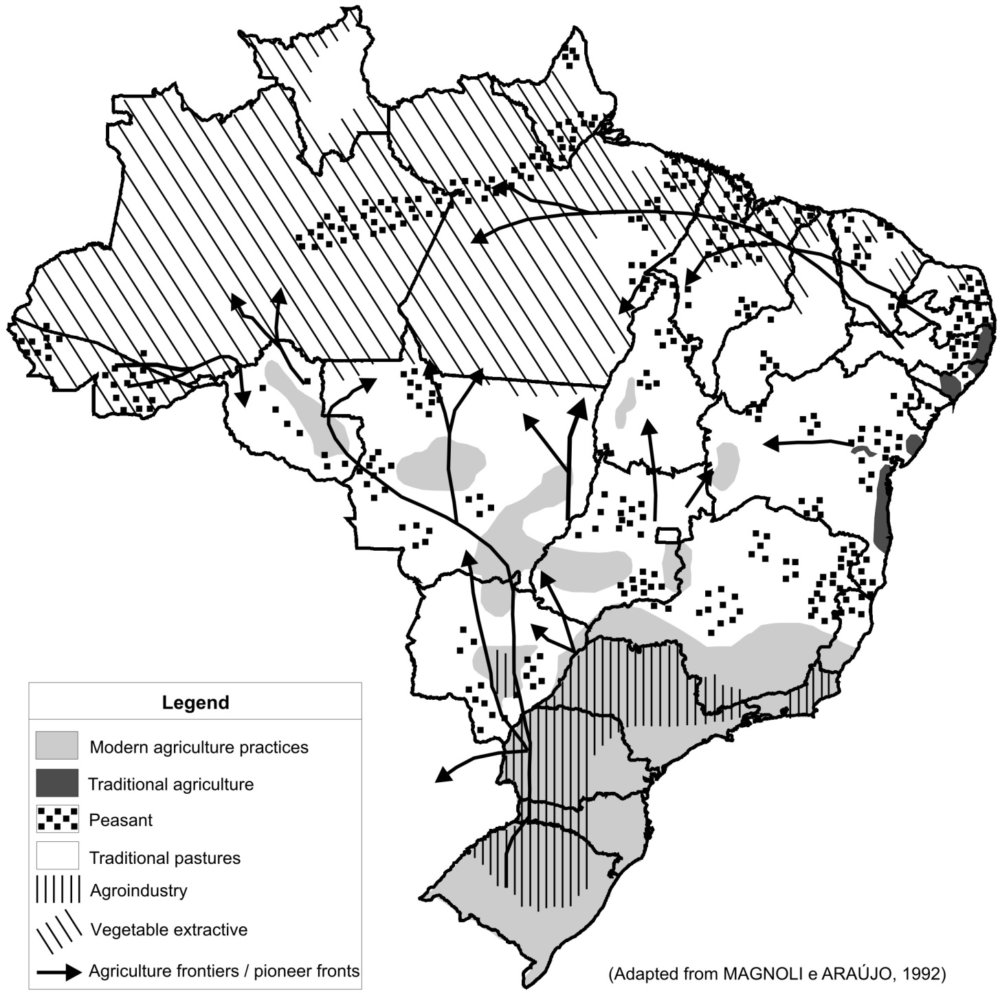 Legend
Modern agriculture practices
Traditional agriculture
Peasant
Traditional pastures
Agroindustry
Vegetable extractive
Agriculture frontiers / pioneer fronts
(Adapted from MAGNOLI e ARAÚJO, 1992)